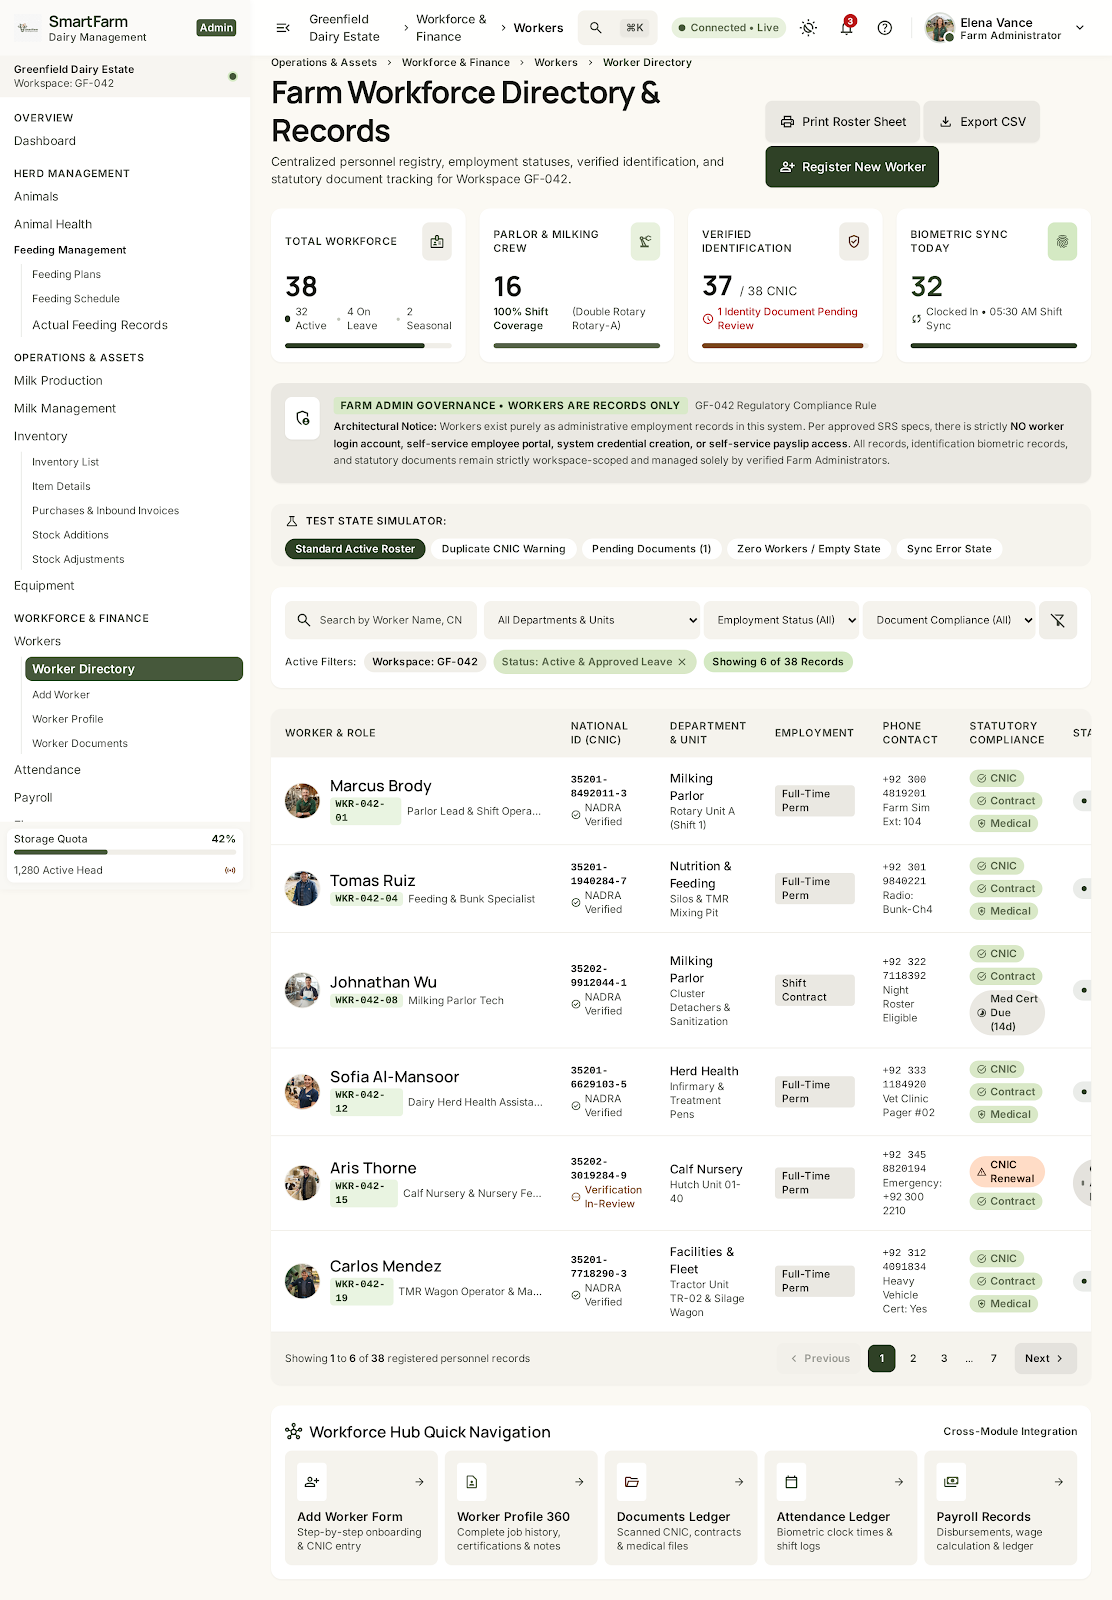 SmartFarm
Dairy Management
Admin
Greenfield Dairy Estate
Workspace: GF-042
OVERVIEW
Dashboard
HERD MANAGEMENT
Animals
Animal Health
Feeding Management
Feeding Plans
Feeding Schedule
Actual Feeding Records
OPERATIONS & ASSETS
Milk Production
Milk Management
Inventory
Inventory List
Item Details
Purchases & Inbound Invoices
Stock Additions
Stock Adjustments
Equipment
WORKFORCE & FINANCE
Workers
Worker Directory
Add Worker
Worker Profile
Worker Documents
Attendance
Payroll
Storage Quota 42%
1,280 Active Head
Greenfield Dairy Estate › Workforce & Finance › Workers
⌘K
Connected • Live
3
Elena Vance
Farm Administrator
Operations & Assets › Workforce & Finance › Workers › Worker Directory
Farm Workforce Directory &
Records
Centralized personnel registry, employment statuses, verified identification, and
statutory document tracking for Workspace GF-042.
Print Roster Sheet
Export CSV
Register New Worker
TOTAL WORKFORCE
38
32 Active • 4 On Leave • 2 Seasonal
PARLOR & MILKING
CREW
16
100% Shift Coverage
(Double Rotary Rotary-A)
VERIFIED
IDENTIFICATION
37 / 38 CNIC
1 Identity Document Pending
Review
BIOMETRIC SYNC
TODAY
32
Clocked In • 05:30 AM Shift
Sync
FARM ADMIN GOVERNANCE • WORKERS ARE RECORDS ONLY GF-042 Regulatory Compliance Rule
Architectural Notice: Workers exist purely as administrative employment records in this system. Per approved SRS specs, there is strictly NO worker
login account, self-service employee portal, system credential creation, or self-service payslip access. All records, identification biometric records,
and statutory documents remain strictly workspace-scoped and managed solely by verified Farm Administrators.
TEST STATE SIMULATOR:
Standard Active Roster
Duplicate CNIC Warning
Pending Documents (1)
Zero Workers / Empty State
Sync Error State
Search by Worker Name, CN
All Departments & Units
Employment Status (All)
Document Compliance (All)
Active Filters: Workspace: GF-042 Status: Active & Approved Leave ✕ Showing 6 of 38 Records
WORKER & ROLE
NATIONAL
ID (CNIC)
DEPARTMENT
& UNIT
EMPLOYMENT
PHONE
CONTACT
STATUTORY
COMPLIANCE
STA
Marcus Brody
WKR-042-
01
Parlor Lead & Shift Opera...
35201-
8492011-3
NADRA
Verified
Milking
Parlor
Rotary Unit A
(Shift 1)
Full-Time
Perm
+92 300
4819201
Farm Sim
Ext: 104
CNIC
Contract
Medical
Tomas Ruiz
WKR-042-04
Feeding & Bunk Specialist
35201-
1940284-7
NADRA
Verified
Nutrition &
Feeding
Silos & TMR
Mixing Pit
Full-Time
Perm
+92 301
9840221
Radio:
Bunk-Ch4
CNIC
Contract
Medical
Johnathan Wu
WKR-042-08
Milking Parlor Tech
35202-
9912044-1
NADRA
Verified
Milking
Parlor
Cluster
Detachers &
Sanitization
Shift
Contract
+92 322
7118392
Night
Roster
Eligible
CNIC
Contract
Med Cert
Due
(14d)
Sofia Al-Mansoor
WKR-042-
12
Dairy Herd Health Assista...
35201-
6629103-5
NADRA
Verified
Herd Health
Infirmary &
Treatment
Pens
Full-Time
Perm
+92 333
1184920
Vet Clinic
Pager #02
CNIC
Contract
Medical
Aris Thorne
WKR-042-
15
Calf Nursery & Nursery Fe...
35202-
3019284-9
Verification
In-Review
Calf Nursery
Hutch Unit 01-
40
Full-Time
Perm
+92 345
8820194
Emergency:
+92 300
2210
CNIC
Renewal
Contract
Carlos Mendez
WKR-042-
19
TMR Wagon Operator & Ma...
35201-
7718290-3
NADRA
Verified
Facilities &
Fleet
Tractor Unit
TR-02 & Silage
Wagon
Full-Time
Perm
+92 312
4091834
Heavy
Vehicle
Cert: Yes
CNIC
Contract
Medical
Showing 1 to 6 of 38 registered personnel records
Previous 1 2 3 ... 7 Next
Workforce Hub Quick Navigation
Cross-Module Integration
Add Worker Form
Step-by-step onboarding
& CNIC entry
Worker Profile 360
Complete job history,
certifications & notes
Documents Ledger
Scanned CNIC, contracts
& medical files
Attendance Ledger
Biometric clock times &
shift logs
Payroll Records
Disbursements, wage
calculation & ledger